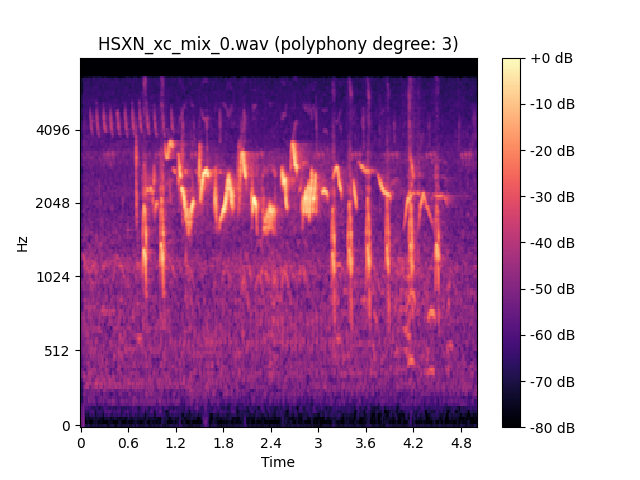 HSXN_xc_mix_0.wav (polyphony degree: 3)
Hz
4096
2048
1024
512
0
0 0.6 1.2 1.8 2.4 3 3.6 4.2 4.8
Time
+0 dB
-10 dB
-20 dB
-30 dB
-40 dB
-50 dB
-60 dB
-70 dB
-80 dB